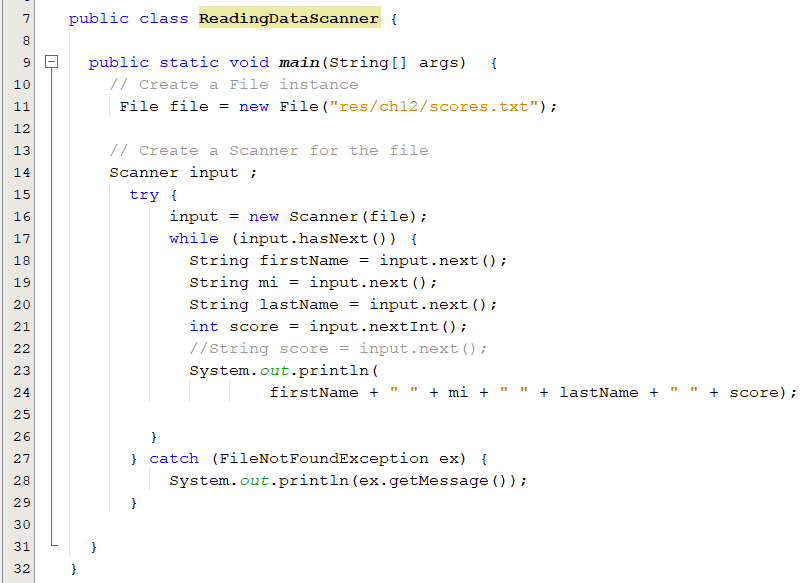 7 public class ReadingDataScanner {
8
9 public static void main(String[] args) {
10 // Create a File instance
11 File file = new File("res/ch12/scores.txt");
12
13 // Create a Scanner for the file
14 Scanner input ;
15 try {
16 input = new Scanner(file);
17 while (input.hasNext()) {
18 String firstName = input.next();
19 String mi = input.next();
20 String lastName = input.next();
21 int score = input.nextInt();
22 //String score = input.next();
23 System.out.println(
24 firstName + " " + mi + " " + lastName + " " + score);
25
26 }
27 } catch (FileNotFoundException ex) {
28 System.out.println(ex.getMessage());
29 }
30
31 }
32 }